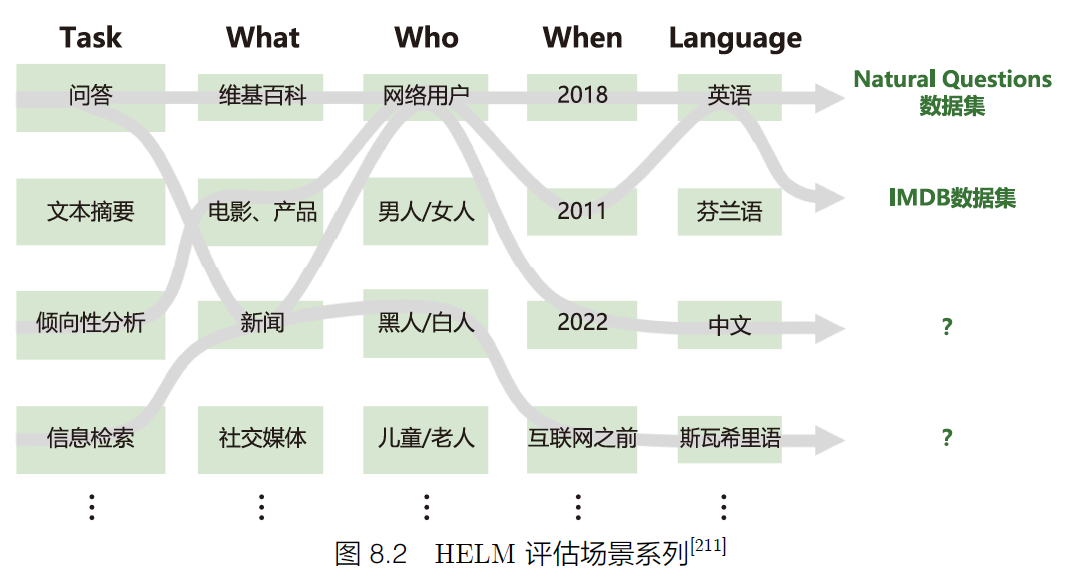 Task What Who When Language
问答 维基百科 网络用户 2018 英语 Natural Questions
数据集
文本摘要 电影、产品 男人/女人 2011 芬兰语 IMDB数据集
倾向性分析 新闻 黑人/白人 2022 中文 ?
信息检索 社交媒体 儿童/老人 互联网之前 斯瓦希里语 ?
⋮ ⋮ ⋮ ⋮ ⋮
图 8.2 HELM 评估场景系列[211]